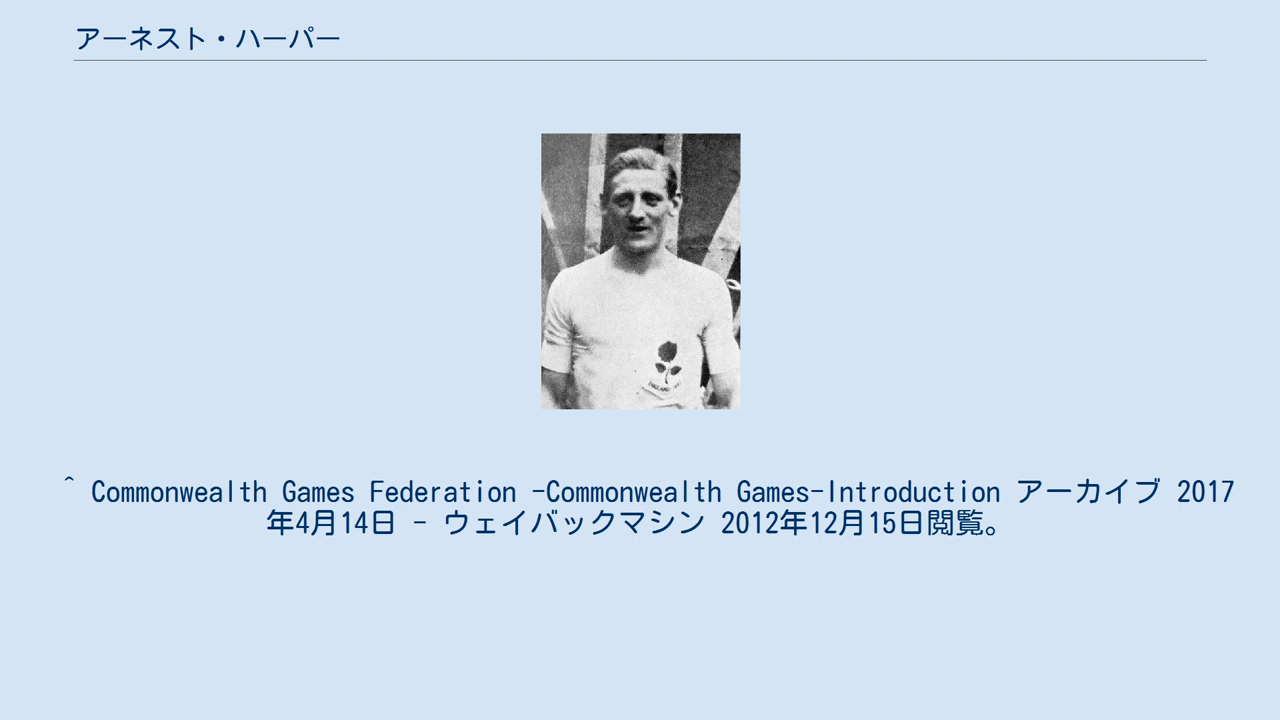 アーネスト・ハーパー
^ Commonwealth Games Federation -Commonwealth Games-Introduction アーカイブ 2017
年4月14日 - ウェイバックマシン 2012年12月15日閲覧。